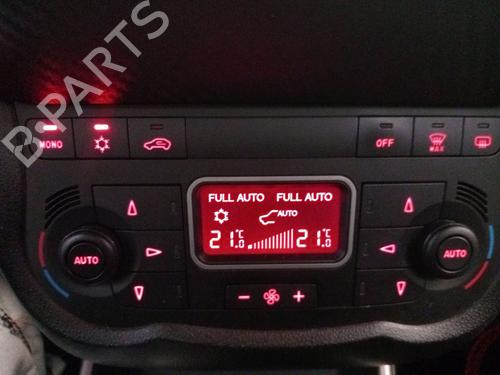 B-PARTS
MONO
OFF
MAX
FULL AUTO FULL AUTO
AUTO
21.0 °C 21.0 °C
AUTO
AUTO
- +